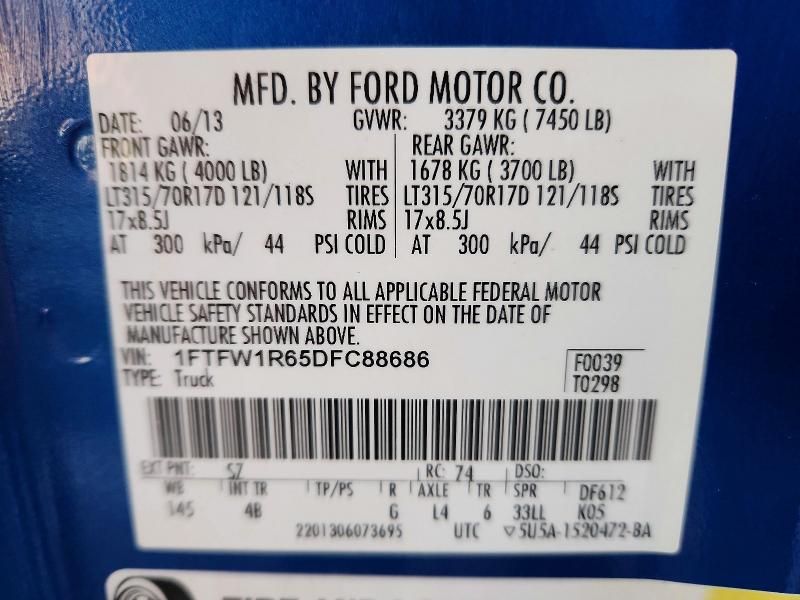 MFD. BY FORD MOTOR CO.
DATE: 06/13 GVWR: 3379 KG ( 7450 LB)
FRONT GAWR: REAR GAWR:
1814 KG ( 4000 LB) WITH 1678 KG ( 3700 LB) WITH
LT315/70R17D 121/118S TIRES LT315/70R17D 121/118S TIRES
17x8.5J RIMS 17x8.5J RIMS
AT 300 kPa/ 44 PSI COLD AT 300 kPa/ 44 PSI COLD
THIS VEHICLE CONFORMS TO ALL APPLICABLE FEDERAL MOTOR
VEHICLE SAFETY STANDARDS IN EFFECT ON THE DATE OF
MANUFACTURE SHOWN ABOVE.
VIN: 1FTFW1R65DFC88686 F0039
TYPE: Truck T0298
EXT PNT: SZ RC: 74 DSO:
WB INT TR TP/PS R AXLE TR SPR DF612
145 4B G L4 6 33LL K05
2201306073695 UTC ▽5U5A-1520472-BA